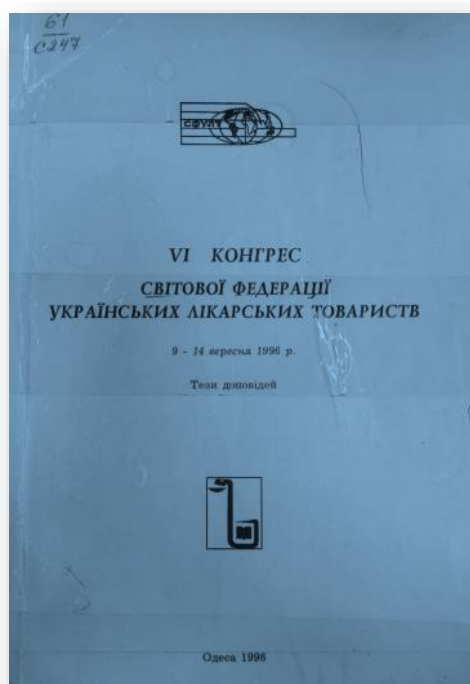 61
С247
СФУЛТ
VI КОНГРЕС
СВІТОВОЇ ФЕДЕРАЦІЇ
УКРАЇНСЬКИХ ЛІКАРСЬКИХ ТОВАРИСТВ
9 - 14 вересня 1996 р.
Тези доповідей
Одеса 1996